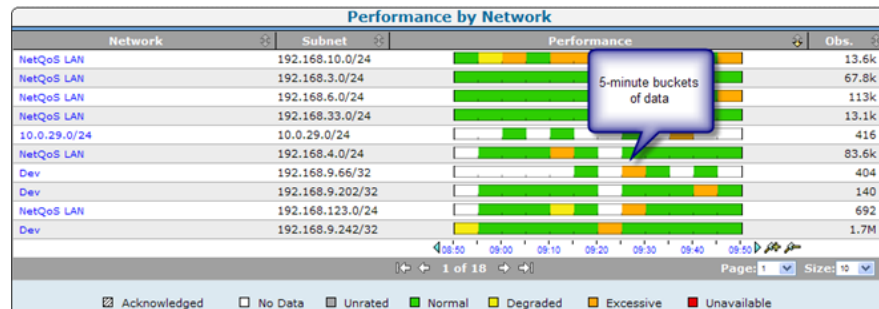 Performance by Network
Network Subnet Performance Obs.
NetQoS LAN 192.168.10.0/24 13.6k
NetQoS LAN 192.168.3.0/24 67.8k
NetQoS LAN 192.168.6.0/24 113k
NetQoS LAN 192.168.33.0/24 13.1k
10.0.29.0/24 10.0.29.0/24 416
NetQoS LAN 192.168.4.0/24 83.6k
Dev 192.168.9.66/32 404
Dev 192.168.9.202/32 140
NetQoS LAN 192.168.123.0/24 692
Dev 192.168.9.242/32 1.7M
5-minute buckets
of data
08:50 09:00 09:10 09:20 09:30 09:40 09:50
1 of 18 Page: 1 Size: 10
Acknowledged No Data Unrated Normal Degraded Excessive Unavailable